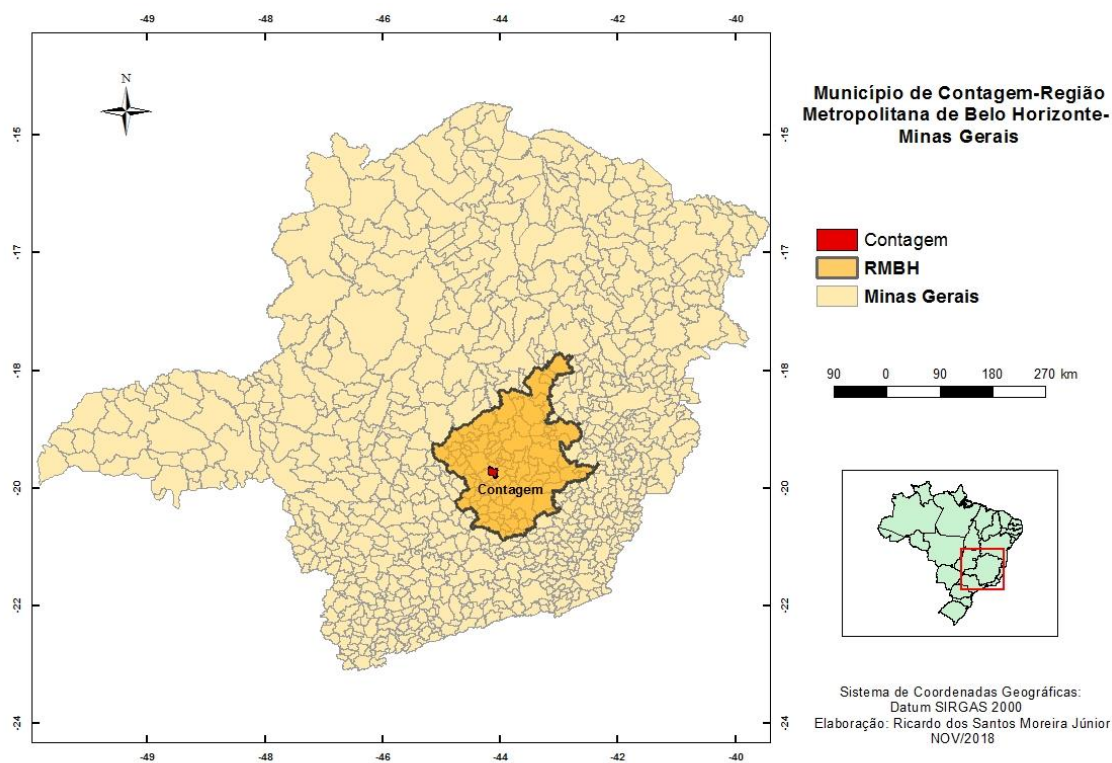 -49 -48 -46 -44 -43 -42 -40
N
-15
-17
-18
-20
-22
-24
-15
-17
-18
-20
-22
-24
Contagem
-49 -48 -46 -44 -43 -42 -40
Município de Contagem-Região
Metropolitana de Belo Horizonte-
Minas Gerais
Contagem
RMBH
Minas Gerais
90 0 90 180 270 km
Sistema de Coordenadas Geográficas:
Datum SIRGAS 2000
Elaboração: Ricardo dos Santos Moreira Júnior
NOV/2018